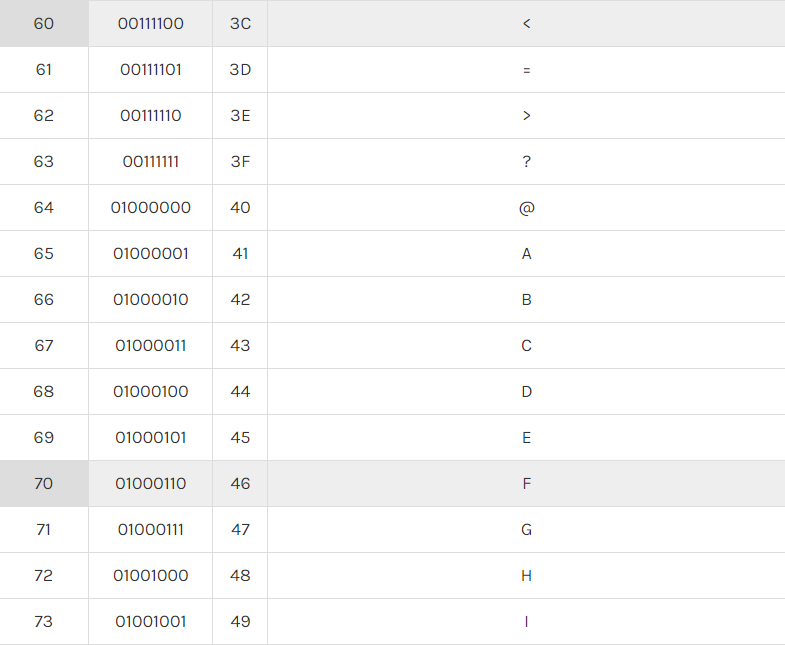 60 00111100 3C <
61 00111101 3D =
62 00111110 3E >
63 00111111 3F ?
64 01000000 40 @
65 01000001 41 A
66 01000010 42 B
67 01000011 43 C
68 01000100 44 D
69 01000101 45 E
70 01000110 46 F
71 01000111 47 G
72 01001000 48 H
73 01001001 49 I